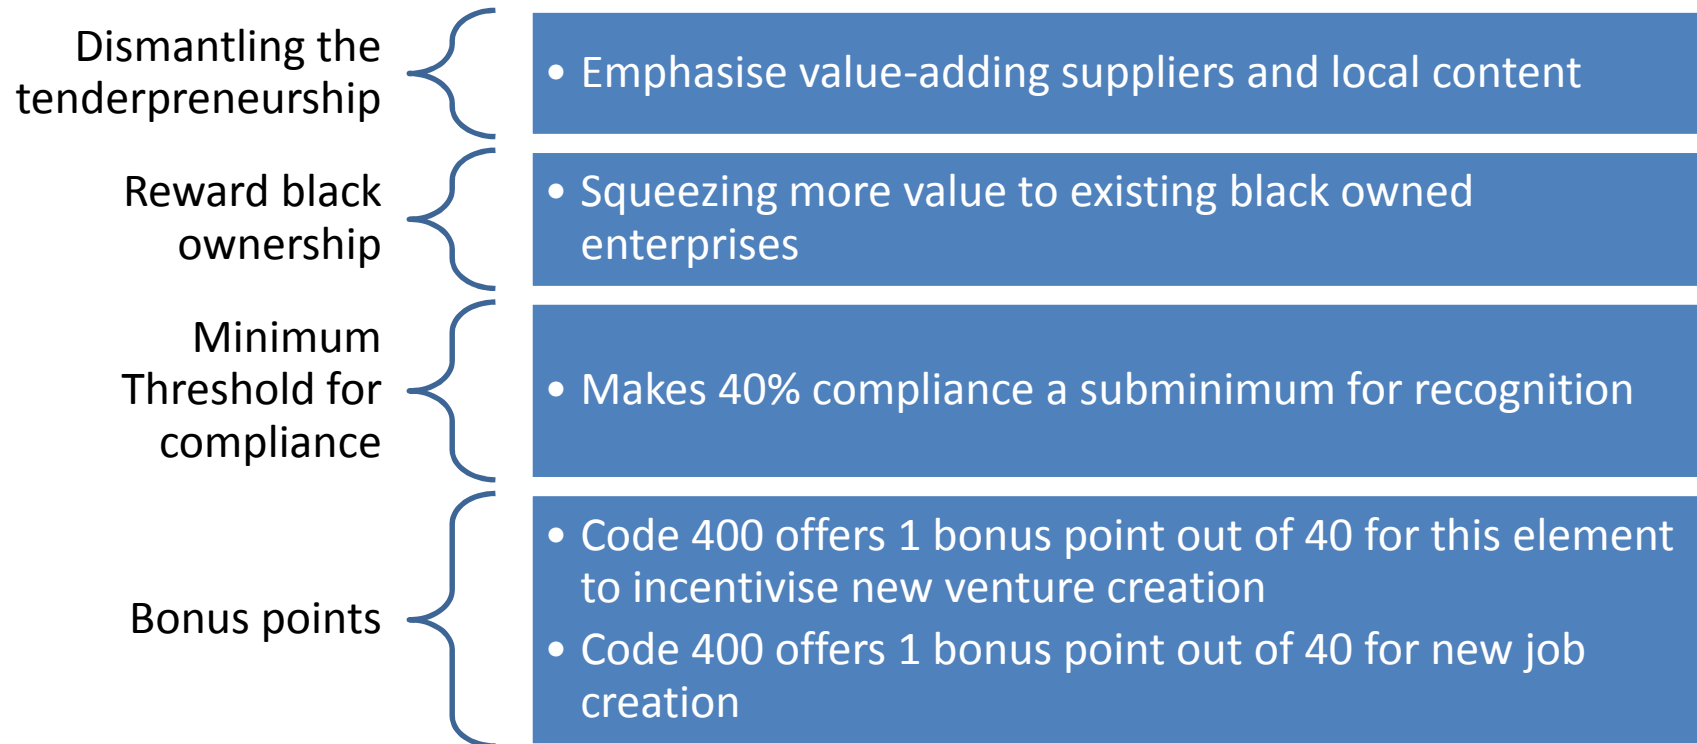 Dismantling the
tenderpreneurship
• Emphasise value-adding suppliers and local content
Reward black
ownership
• Squeezing more value to existing black owned
enterprises
Minimum
Threshold for
compliance
• Makes 40% compliance a subminimum for recognition
Bonus points
• Code 400 offers 1 bonus point out of 40 for this element
to incentivise new venture creation
• Code 400 offers 1 bonus point out of 40 for new job
creation